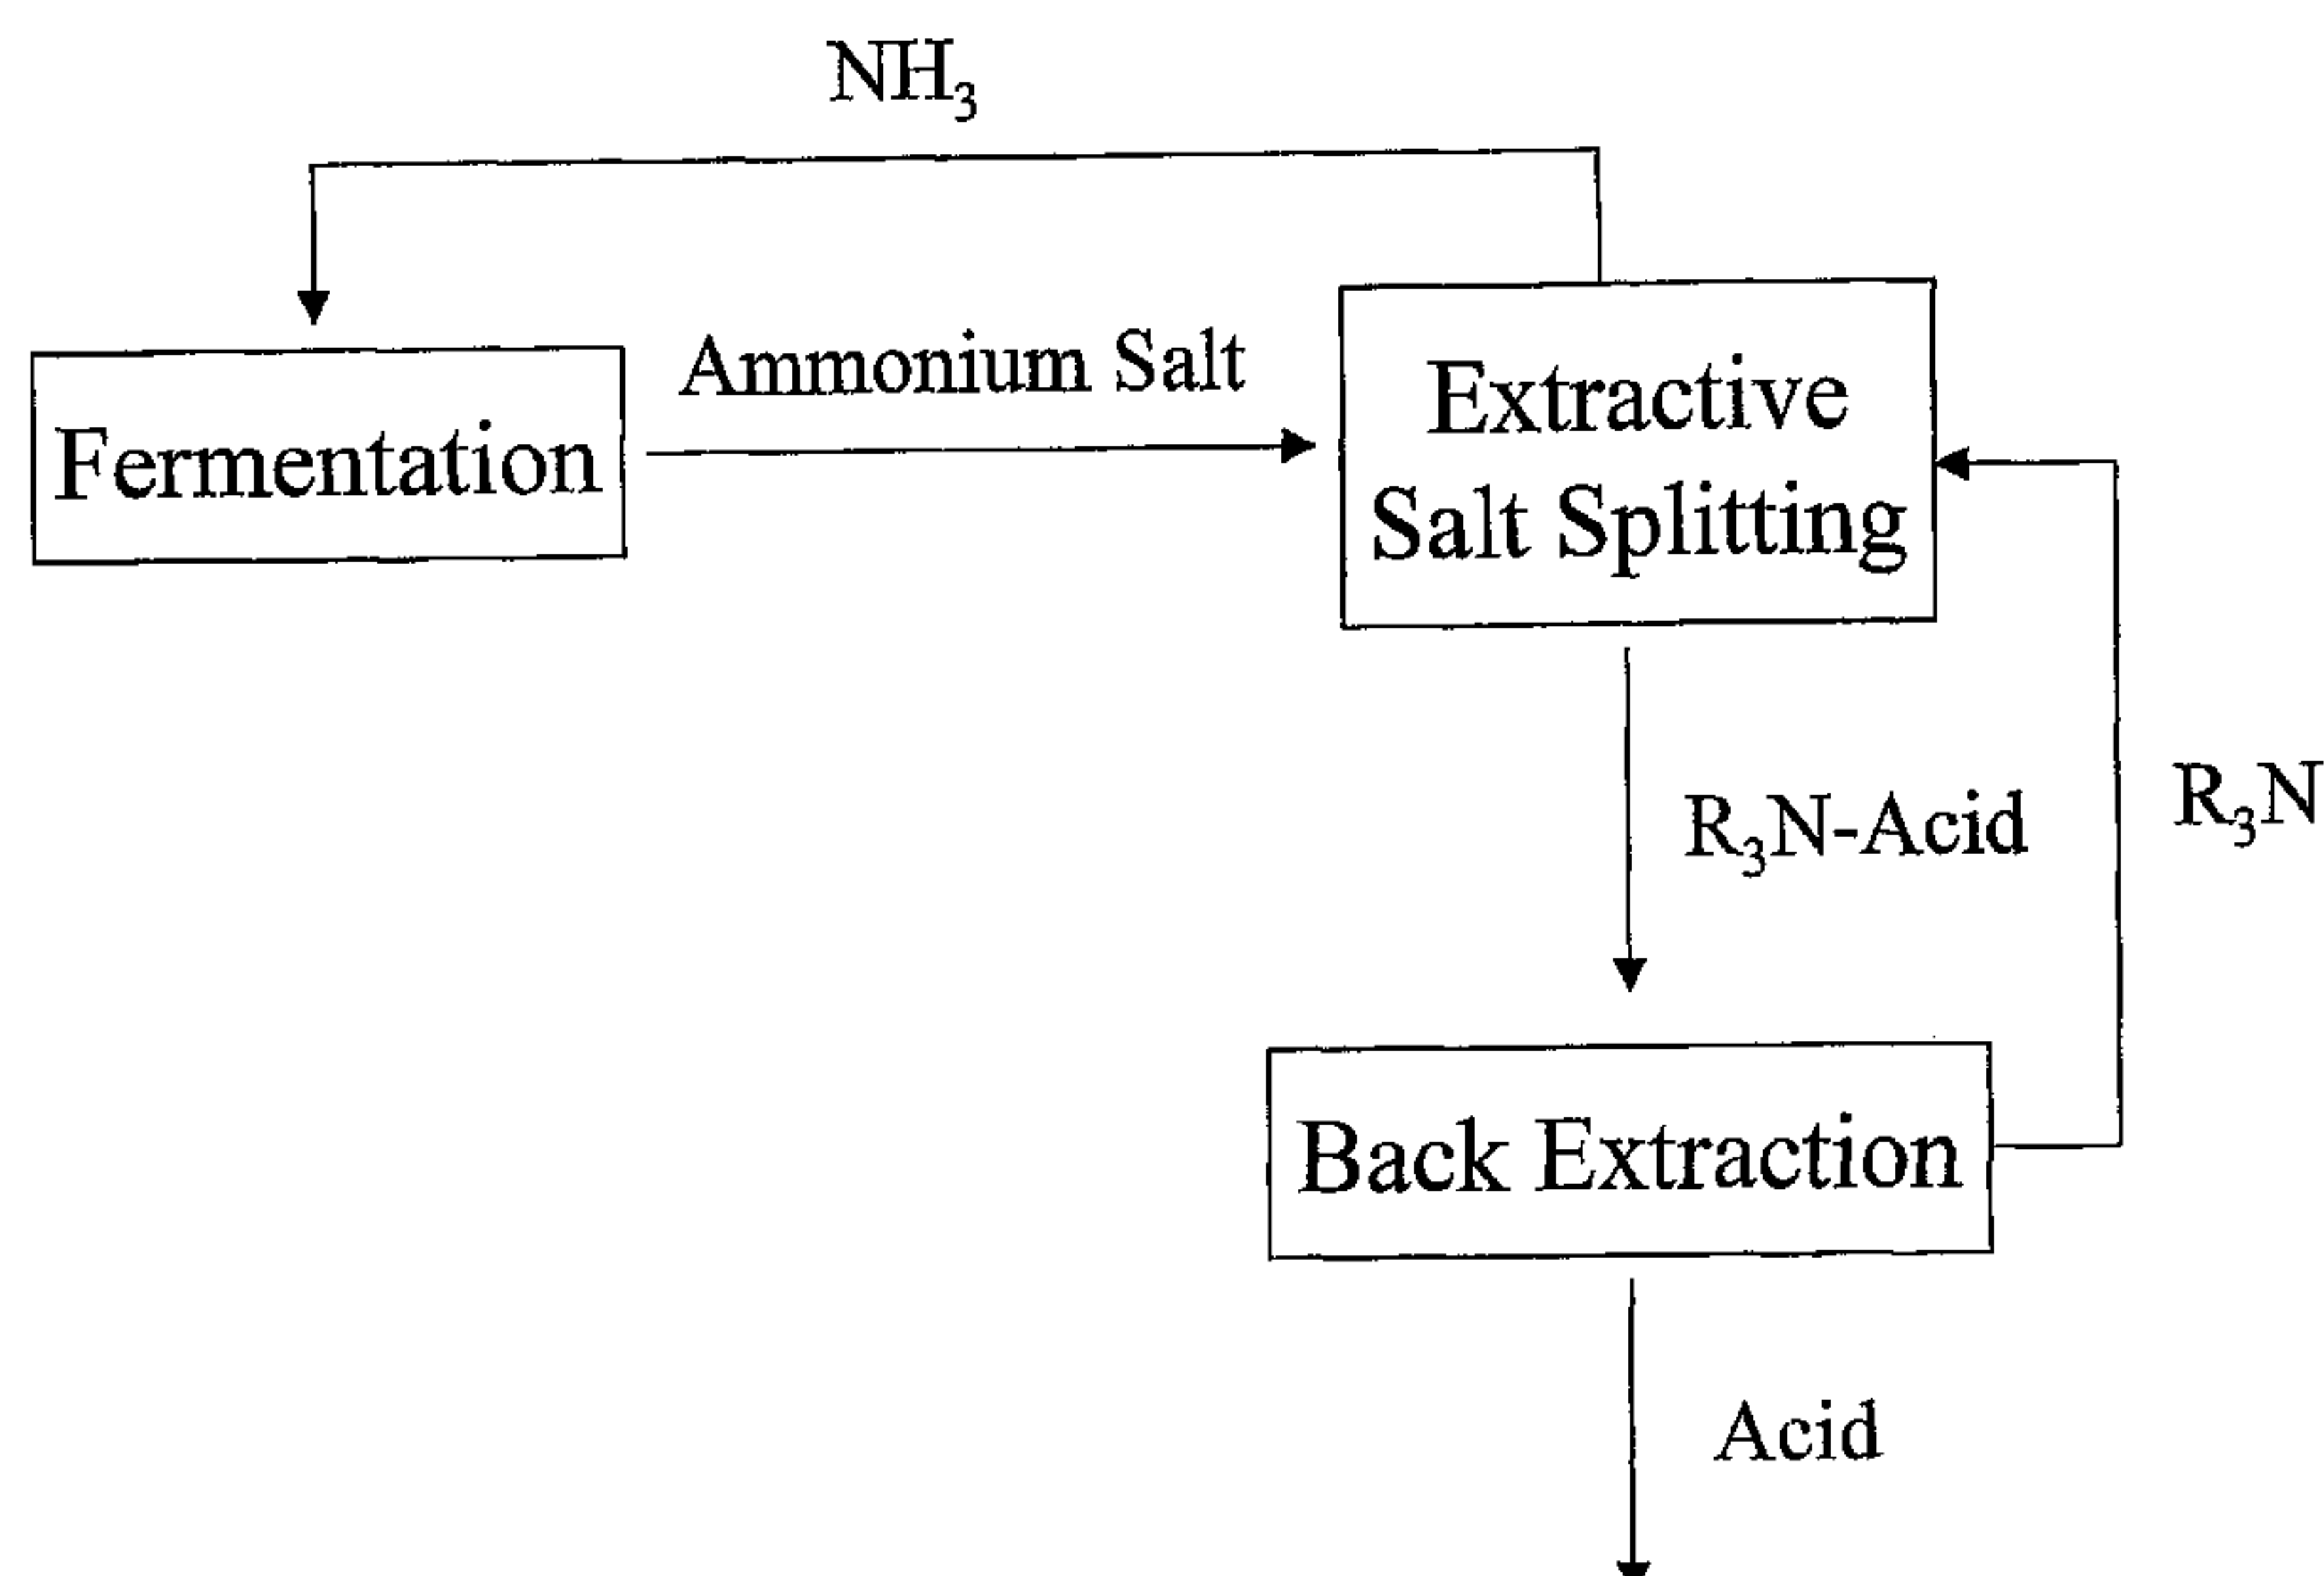 NH₃
Ammonium Salt
Fermentation
Extractive
Salt Splitting
R₃N-Acid
R₃N
Back Extraction
Acid